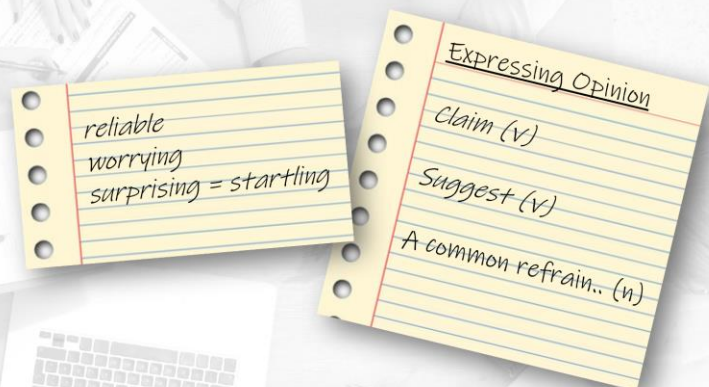 reliable
worrying
surprising = startling
Expressing Opinion
Claim (v)
Suggest (v)
A common refrain.. (n)